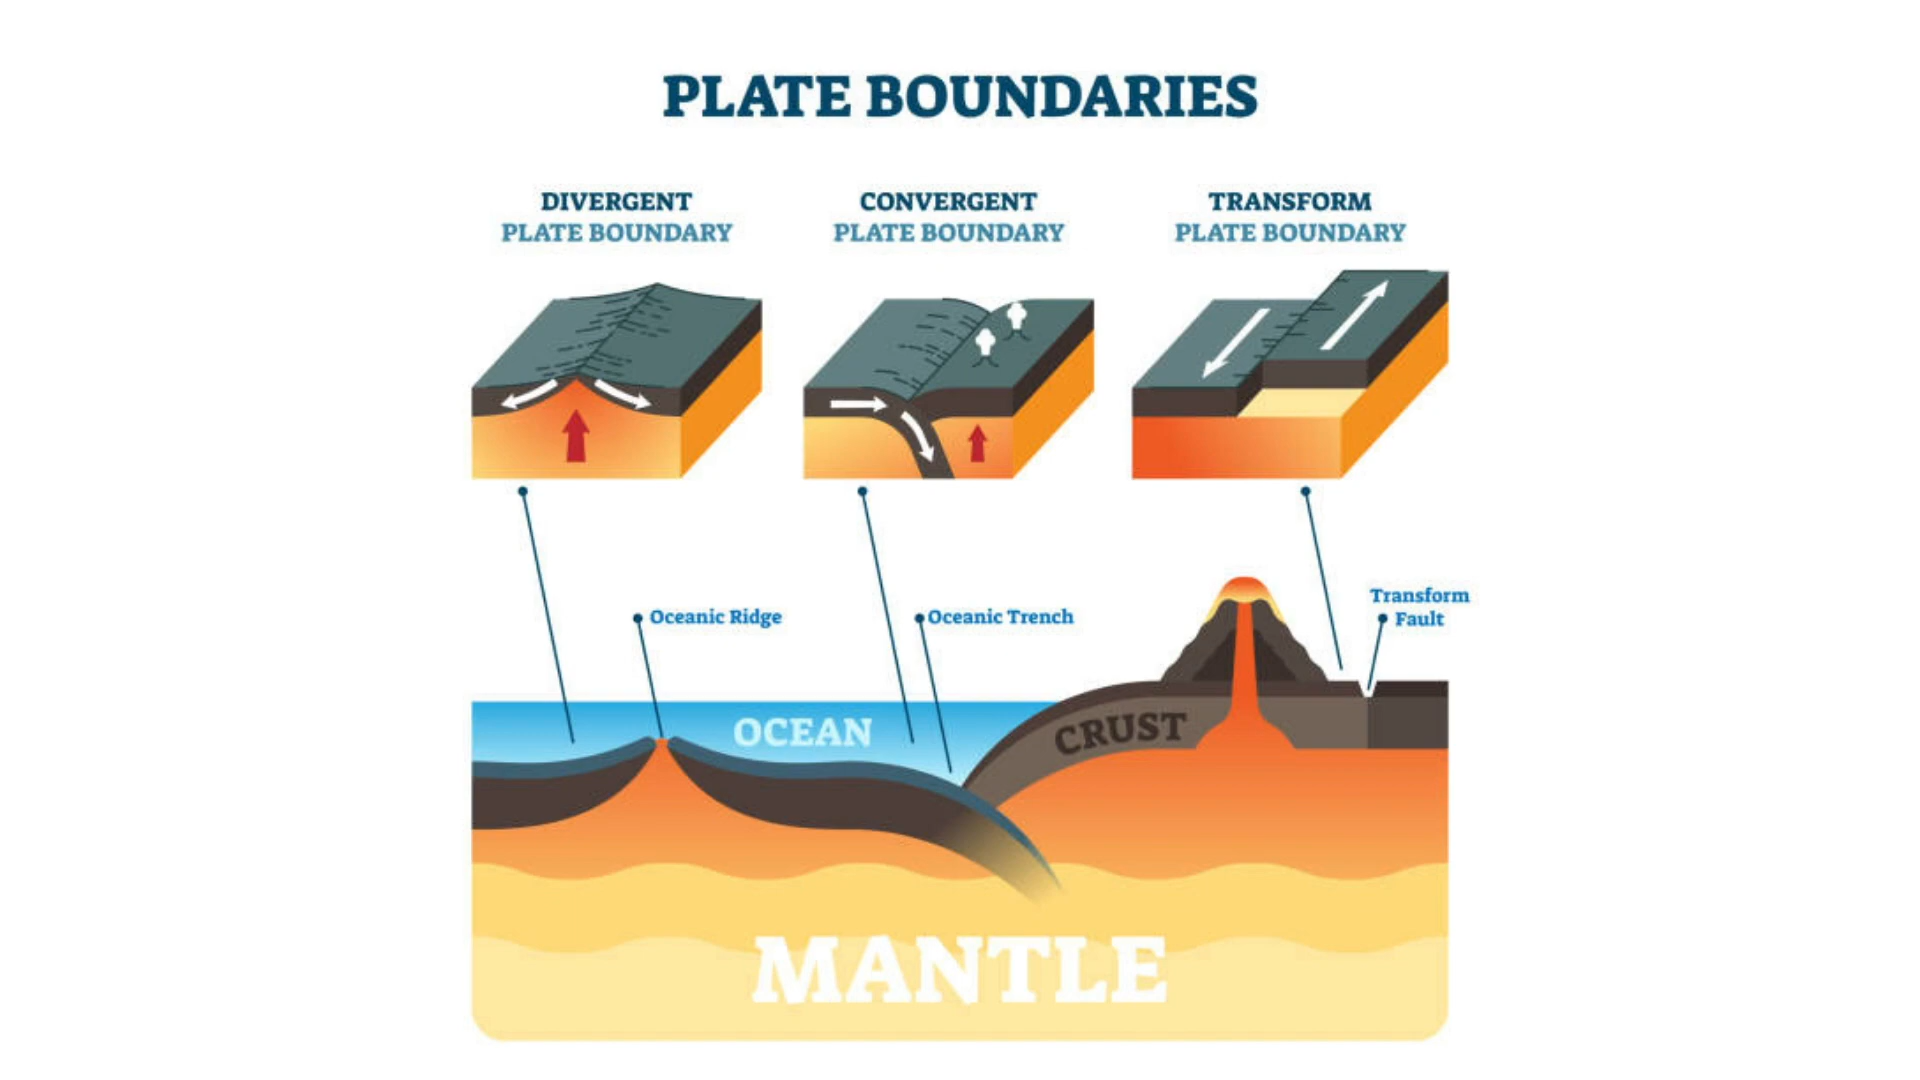 PLATE BOUNDARIES
DIVERGENT
PLATE BOUNDARY
CONVERGENT
PLATE BOUNDARY
TRANSFORM
PLATE BOUNDARY
Oceanic Ridge
Oceanic Trench
Transform
Fault
OCEAN
CRUST
MANTLE